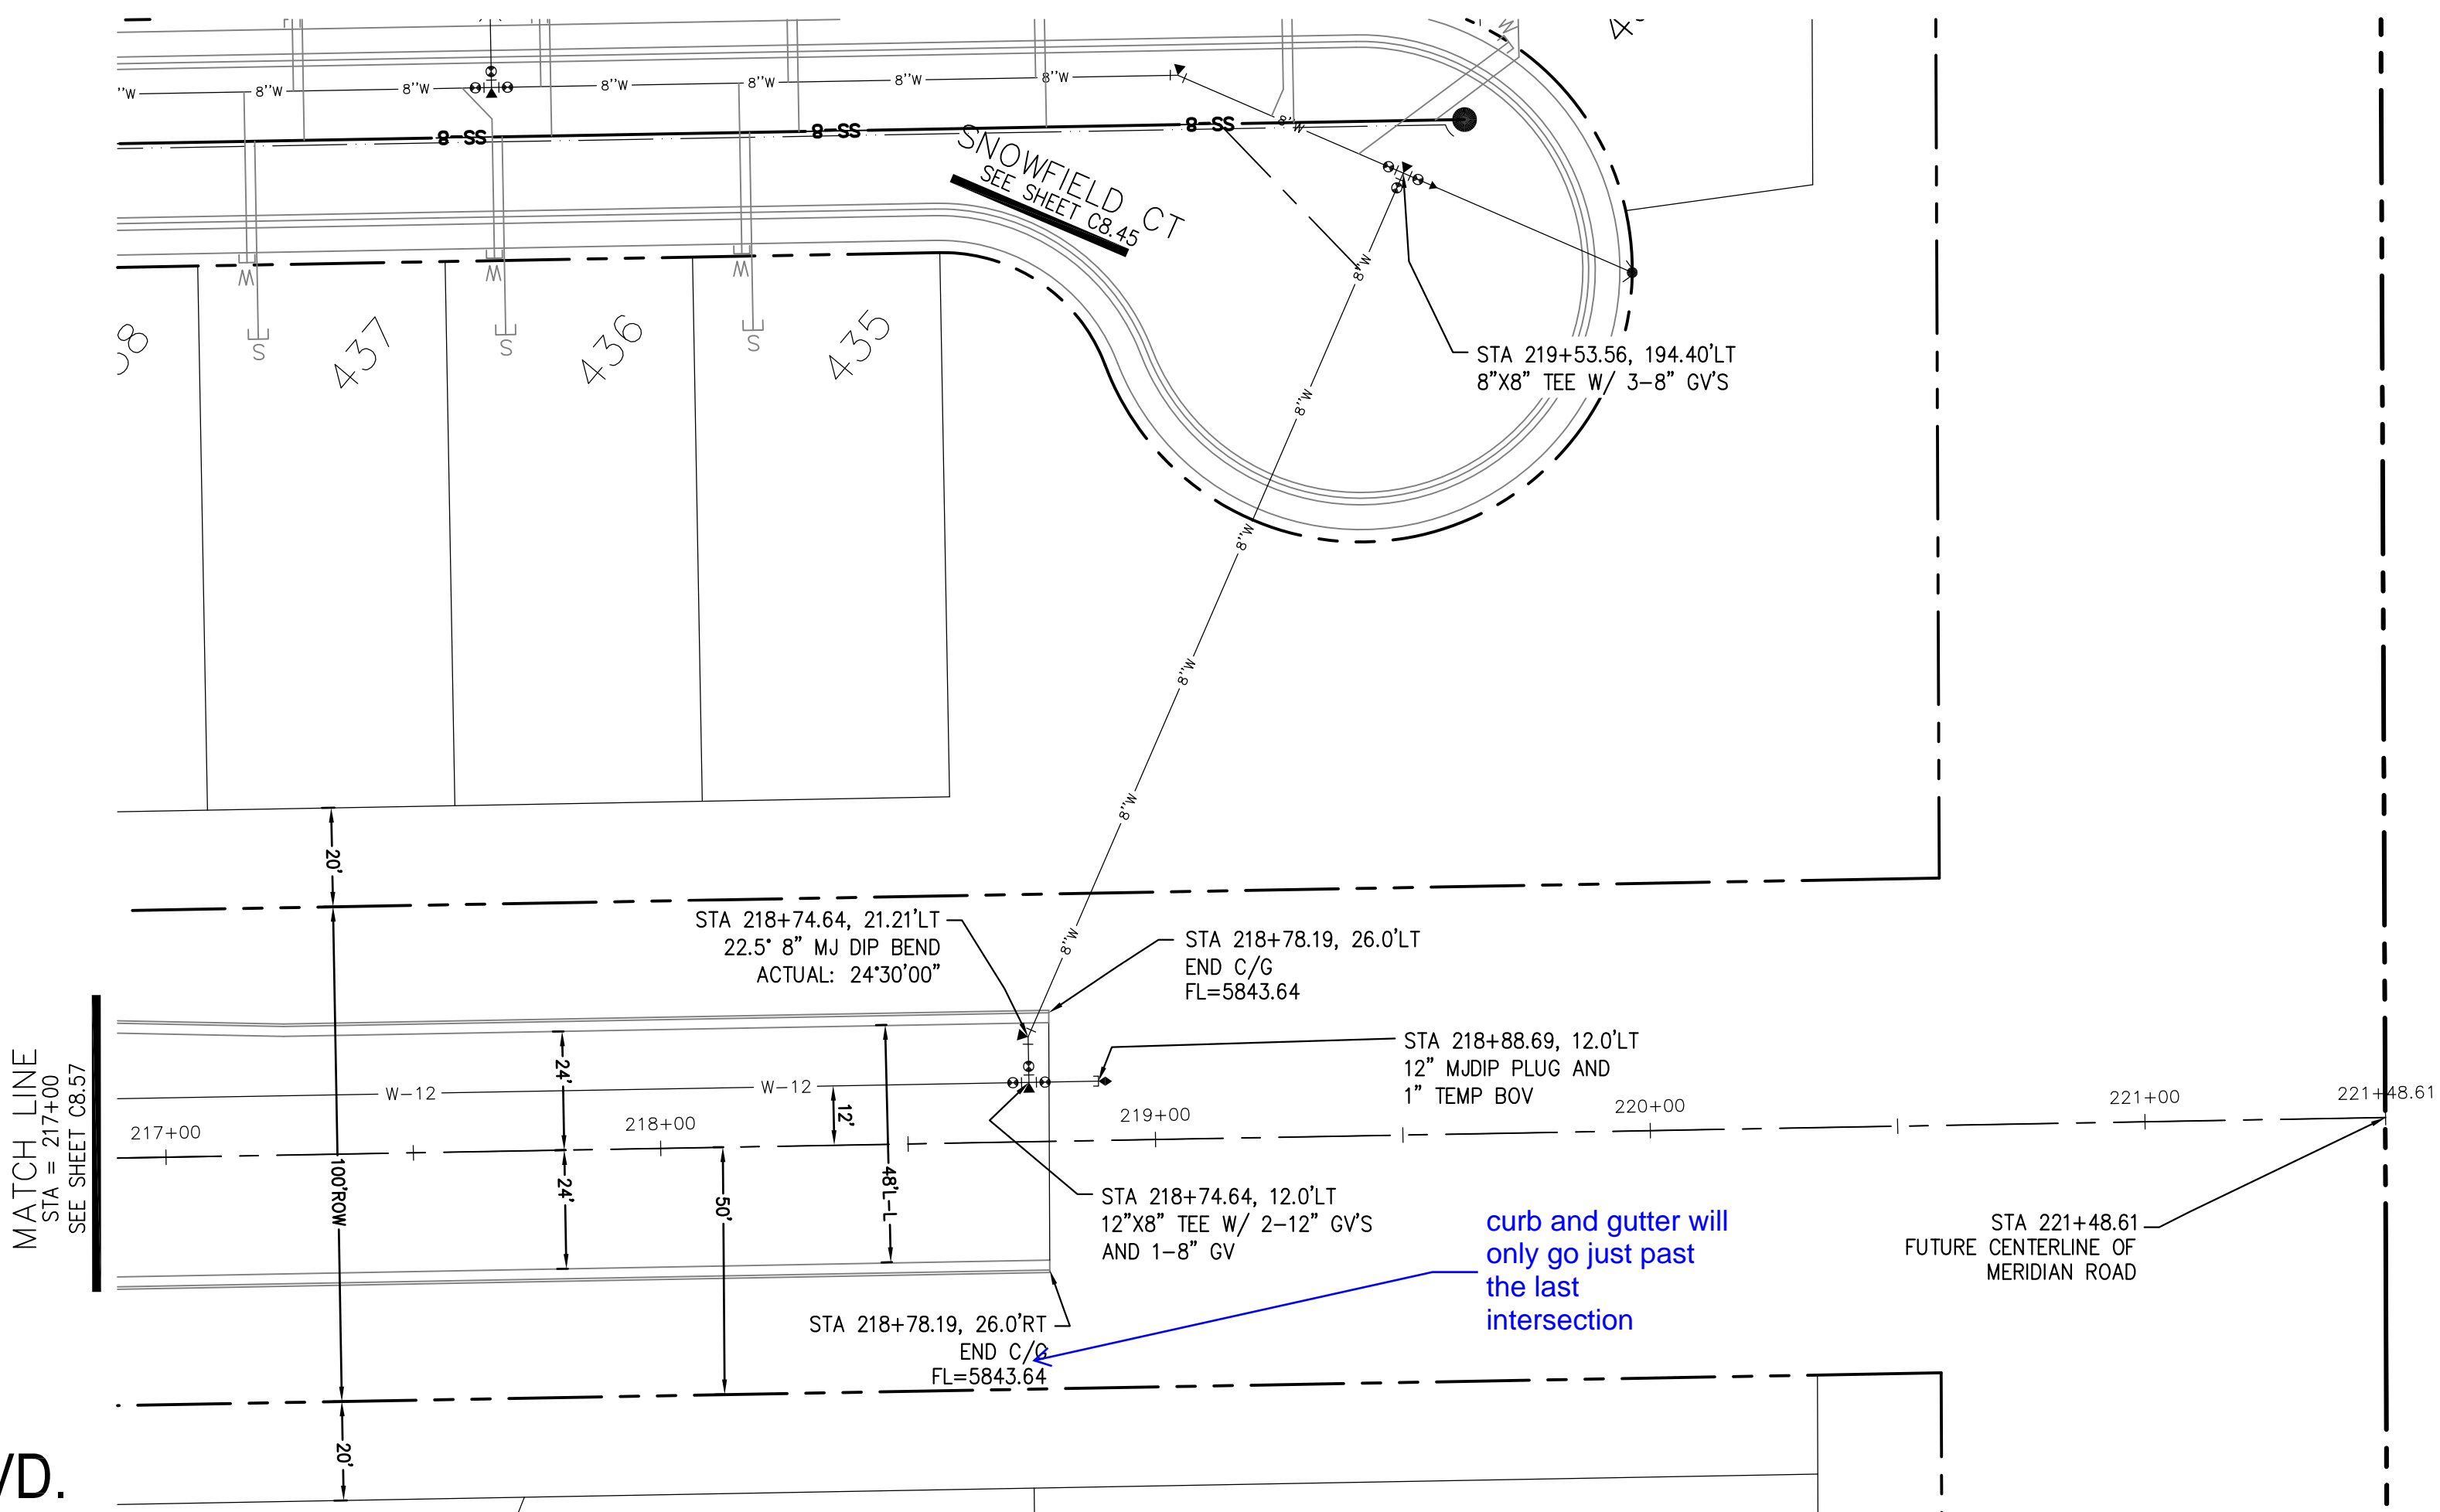 8"W
8"W
8"W
8"W
8"W
8"W
8"W
SS-8
SS-8
SS-8
SNOWFIELD CT
SEE SHEET C8.45
W
W
W
W
S
S
S
437
436
435
8"W
8"W
8"W
8"W
8"W
8"W
STA 219+53.56, 194.40'LT
8"X8" TEE W/ 3-8" GV'S
20'
STA 218+74.64, 21.21'LT
22.5° 8" MJ DIP BEND
ACTUAL: 24°30'00"
STA 218+78.19, 26.0'LT
END C/G
FL=5843.64
STA 218+88.69, 12.0'LT
12" MJDIP PLUG AND
1" TEMP BOV
MATCH LINE
STA = 217+00
SEE SHEET C8.57
W-12
W-12
24'
12'
217+00
218+00
219+00
220+00
221+00
221+48.61
100'ROW
24'
50'
48'L-L
STA 218+74.64, 12.0'LT
12"X8" TEE W/ 2-12" GV'S
AND 1-8" GV
curb and gutter will
only go just past
the last
intersection
STA 221+48.61
FUTURE CENTERLINE OF
MERIDIAN ROAD
STA 218+78.19, 26.0'RT
END C/G
FL=5843.64
20'